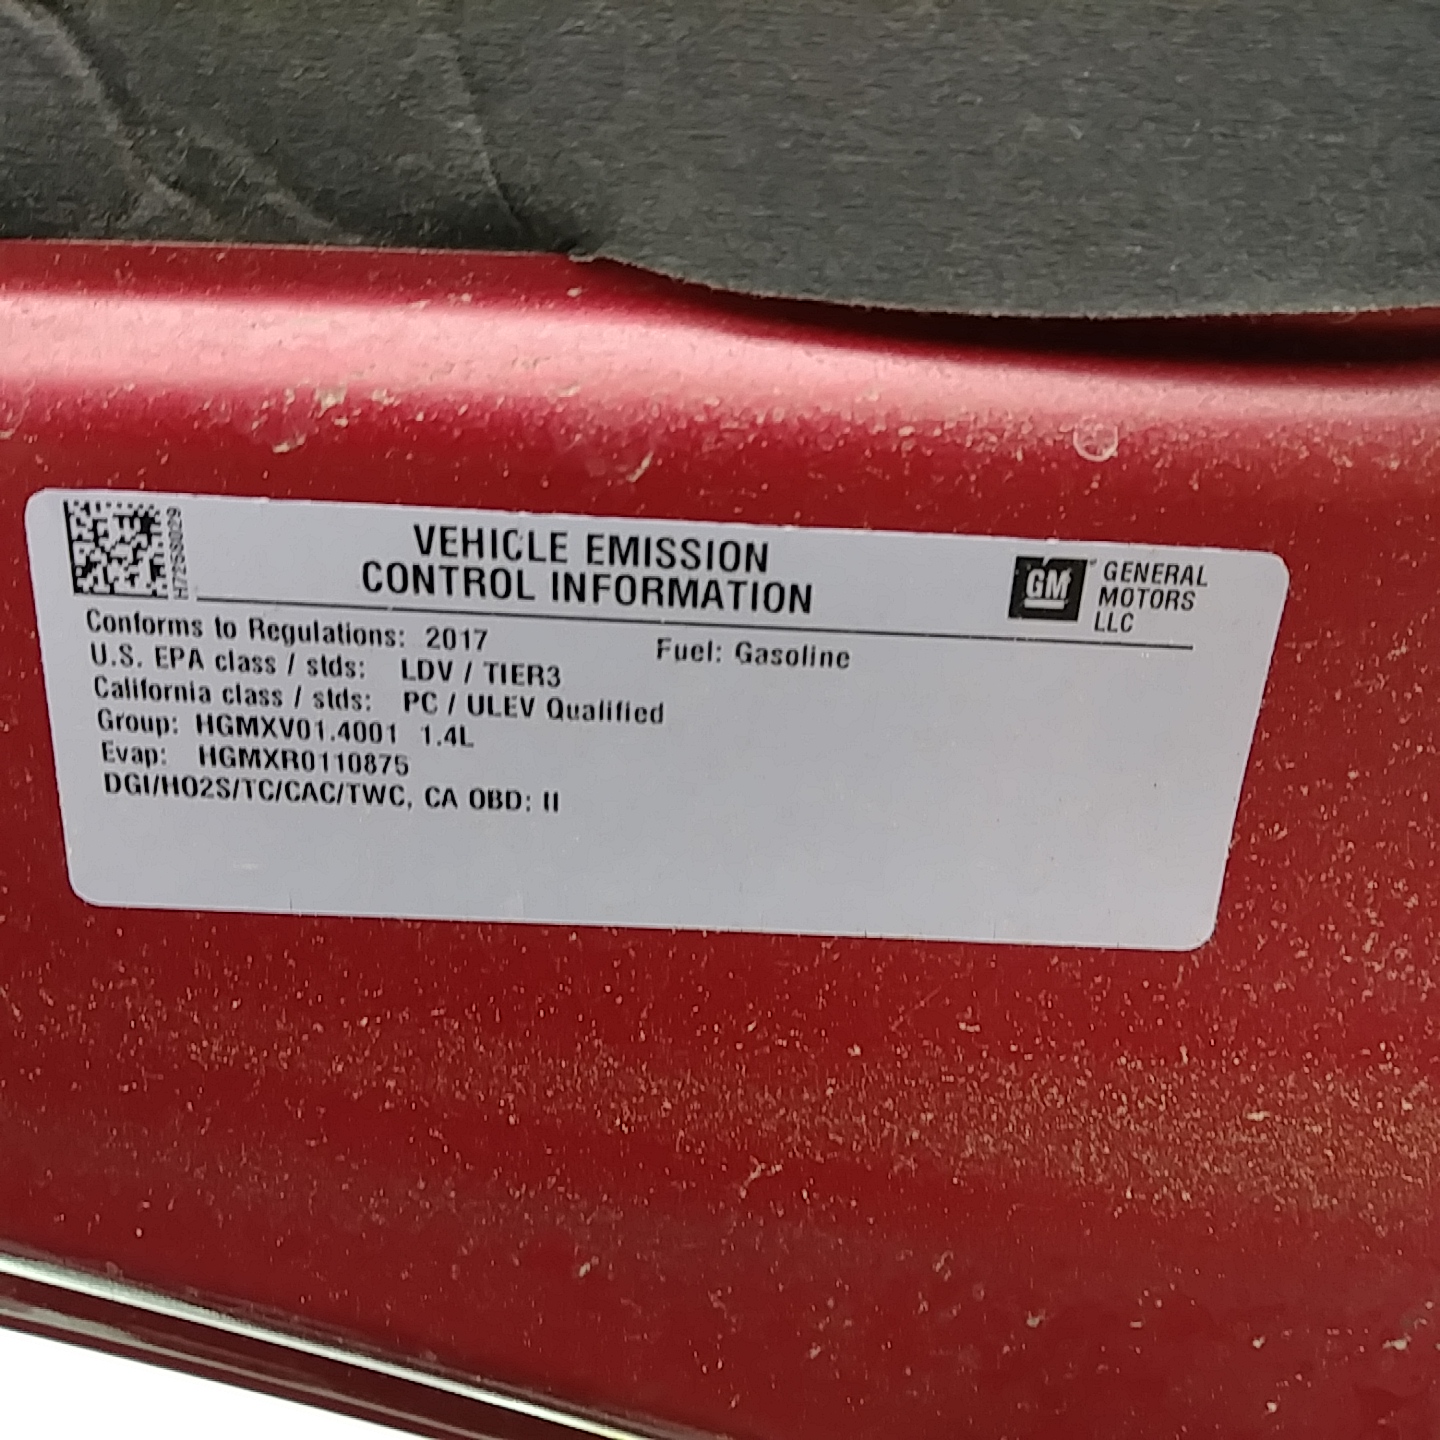 H7258029
VEHICLE EMISSION
CONTROL INFORMATION
GM
GENERAL
MOTORS
LLC
Conforms to Regulations: 2017 Fuel: Gasoline
U.S. EPA class / stds: LDV / TIER3
California class / stds: PC / ULEV Qualified
Group: HGMXV01.4001 1.4L
Evap: HGMXR0110875
DGI/HO2S/TC/CAC/TWC, CA OBD: II